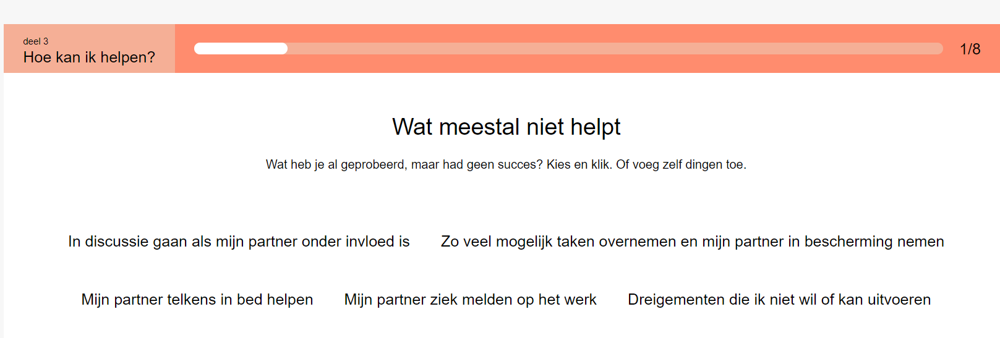 deel 3
Hoe kan ik helpen?
1/8
Wat meestal niet helpt
Wat heb je al geprobeerd, maar had geen succes? Kies en klik. Of voeg zelf dingen toe.
In discussie gaan als mijn partner onder invloed is
Zo veel mogelijk taken overnemen en mijn partner in bescherming nemen
Mijn partner telkens in bed helpen
Mijn partner ziek melden op het werk
Dreigementen die ik niet wil of kan uitvoeren